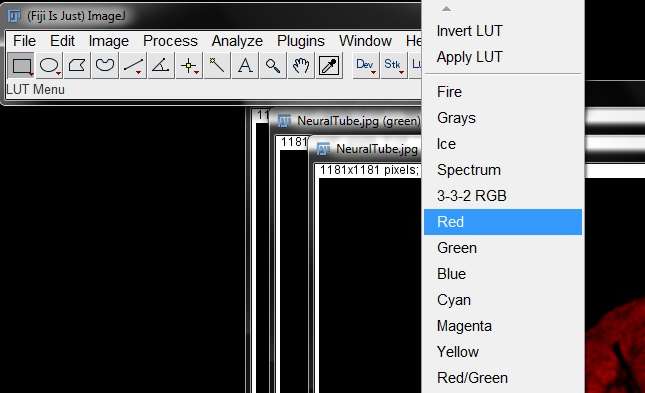 (Fiji Is Just) ImageJ
File Edit Image Process Analyze Plugins Window He
Dev Stk Lu
LUT Menu
11
NeuralTube.jpg (green)
1181
NeuralTube.jpg
1181x1181 pixels;
Invert LUT
Apply LUT
Fire
Grays
Ice
Spectrum
3-3-2 RGB
Red
Green
Blue
Cyan
Magenta
Yellow
Red/Green